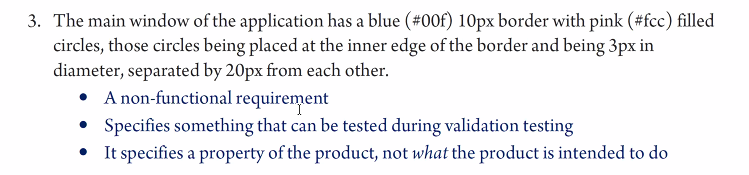 3. The main window of the application has a blue (#00f) 10px border with pink (#fcc) filled
circles, those circles being placed at the inner edge of the border and being 3px in
diameter, separated by 20px from each other.
• A non-functional requirement
• Specifies something that can be tested during validation testing
• It specifies a property of the product, not what the product is intended to do